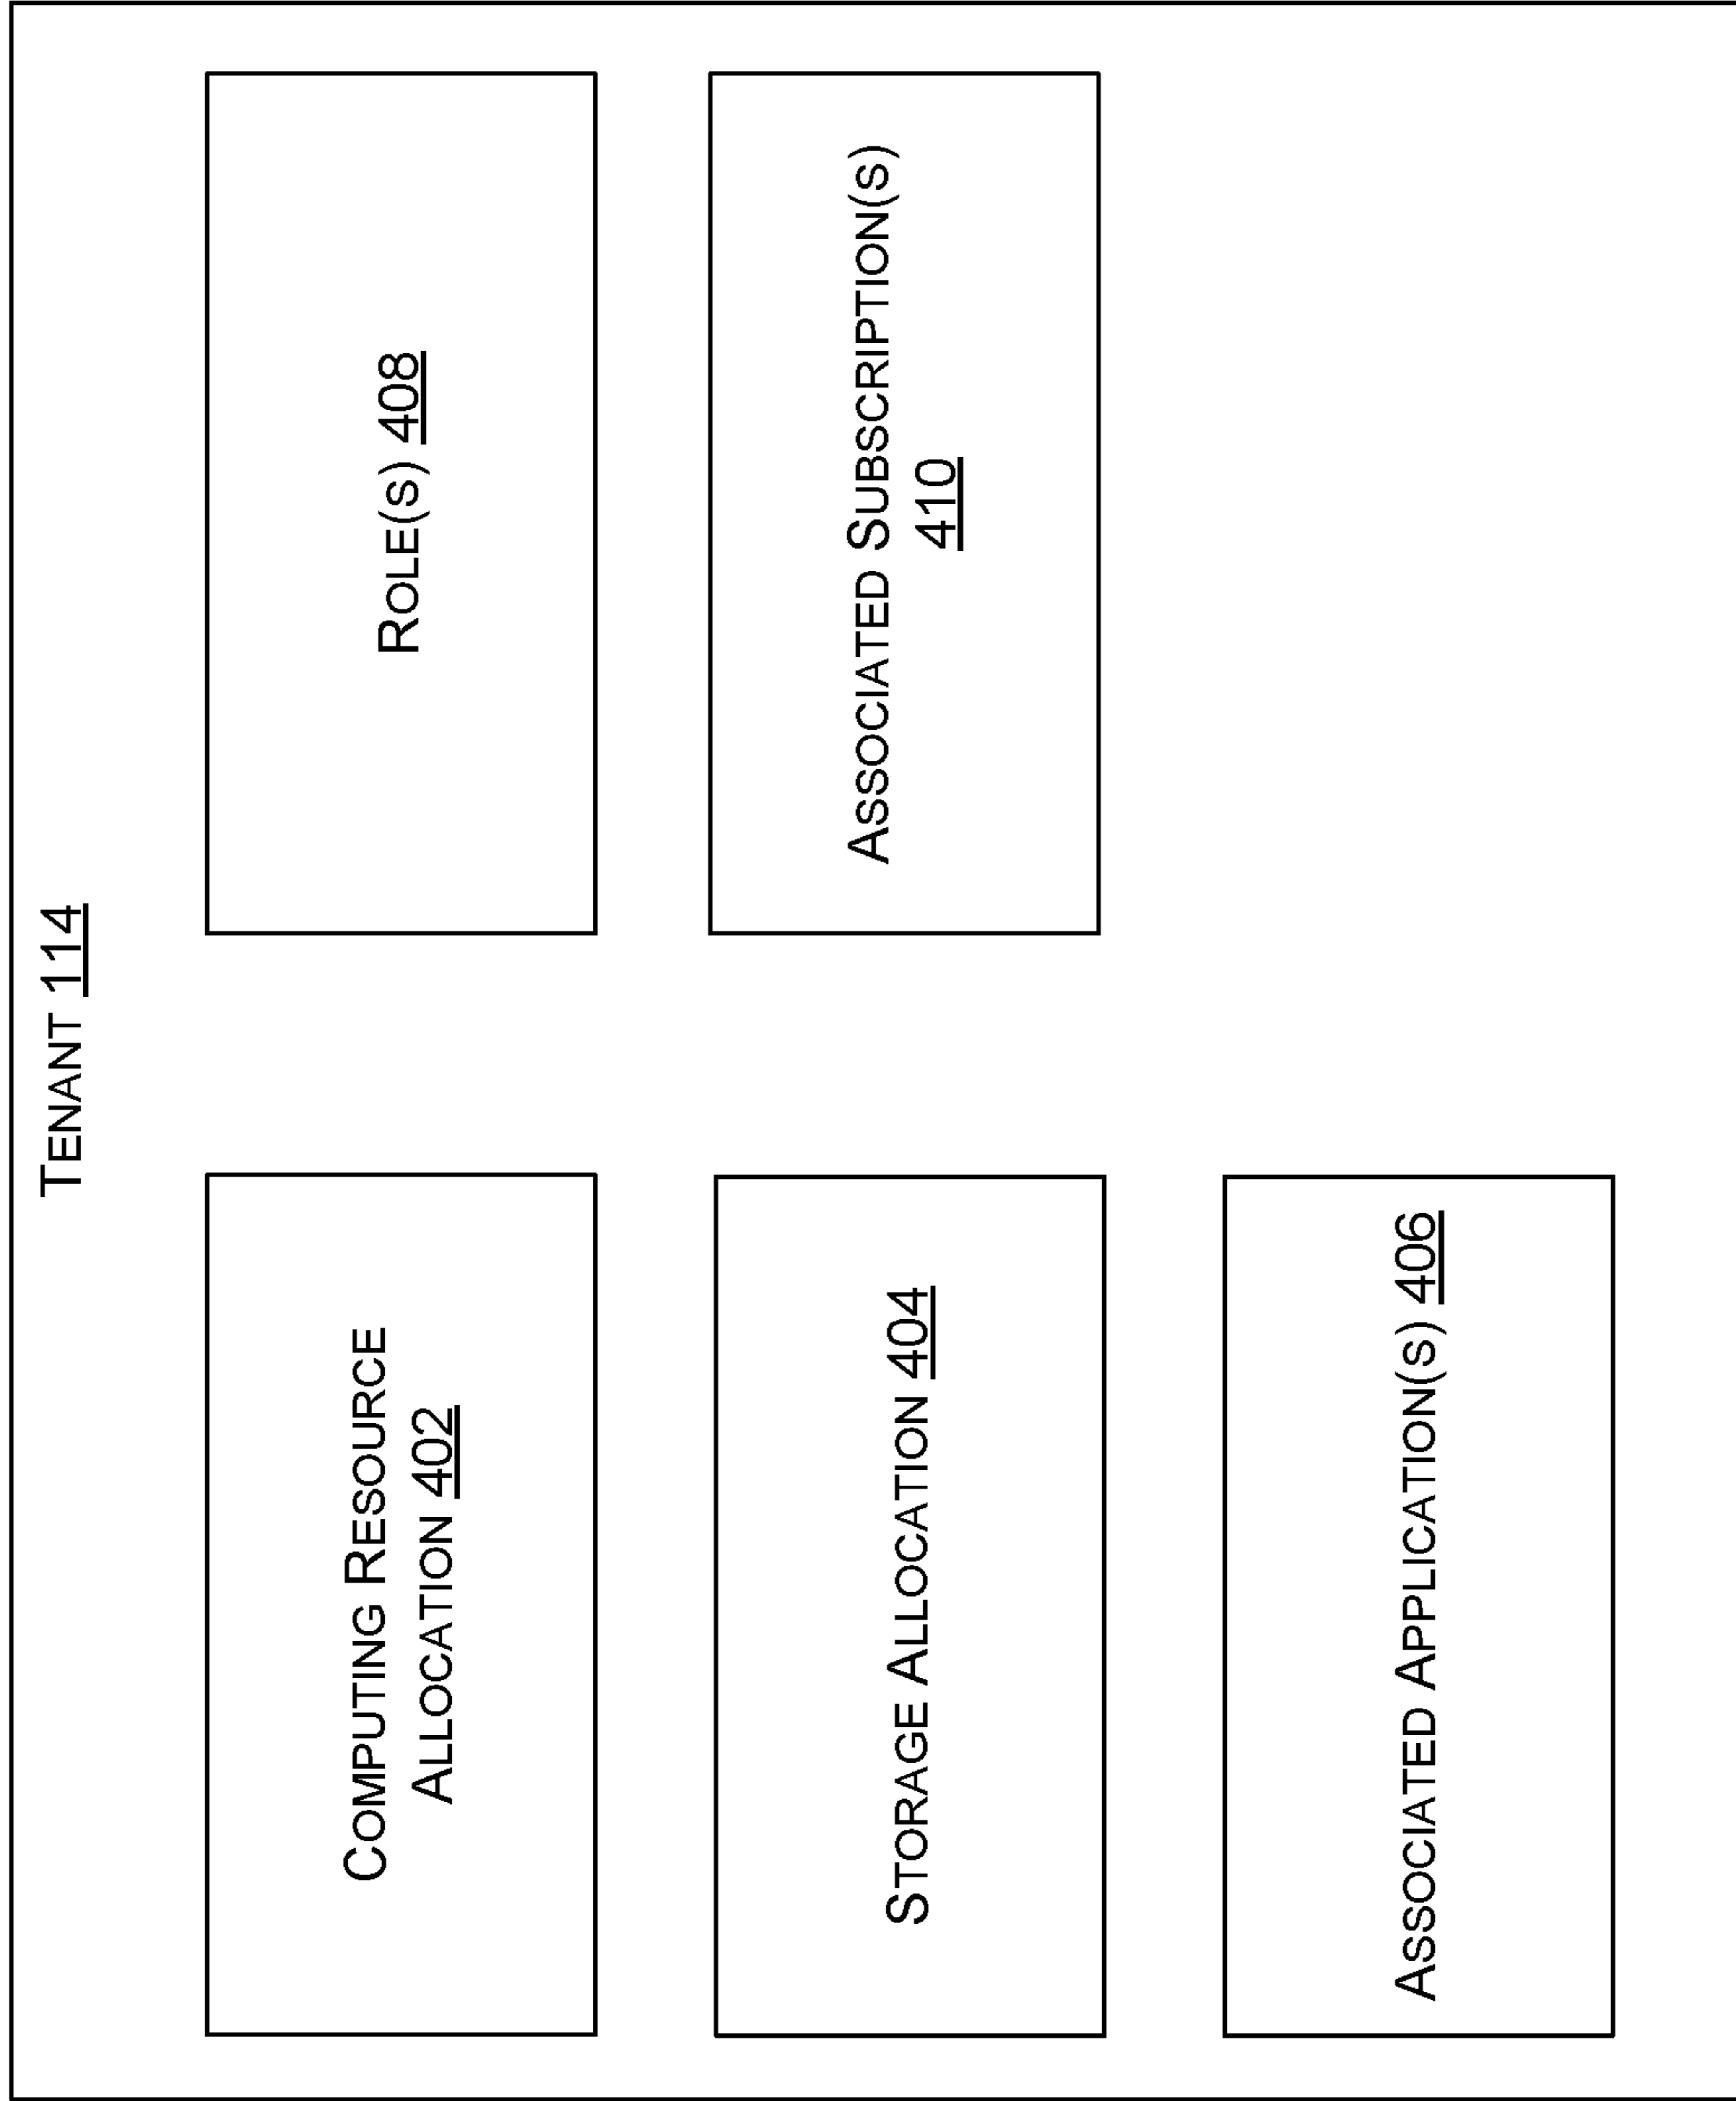 TENANT 114
COMPUTING RESOURCE
ALLOCATION 402
STORAGE ALLOCATION 404
ASSOCIATED APPLICATION(S) 406
ROLE(S) 408
ASSOCIATED SUBSCRIPTION(S)
410